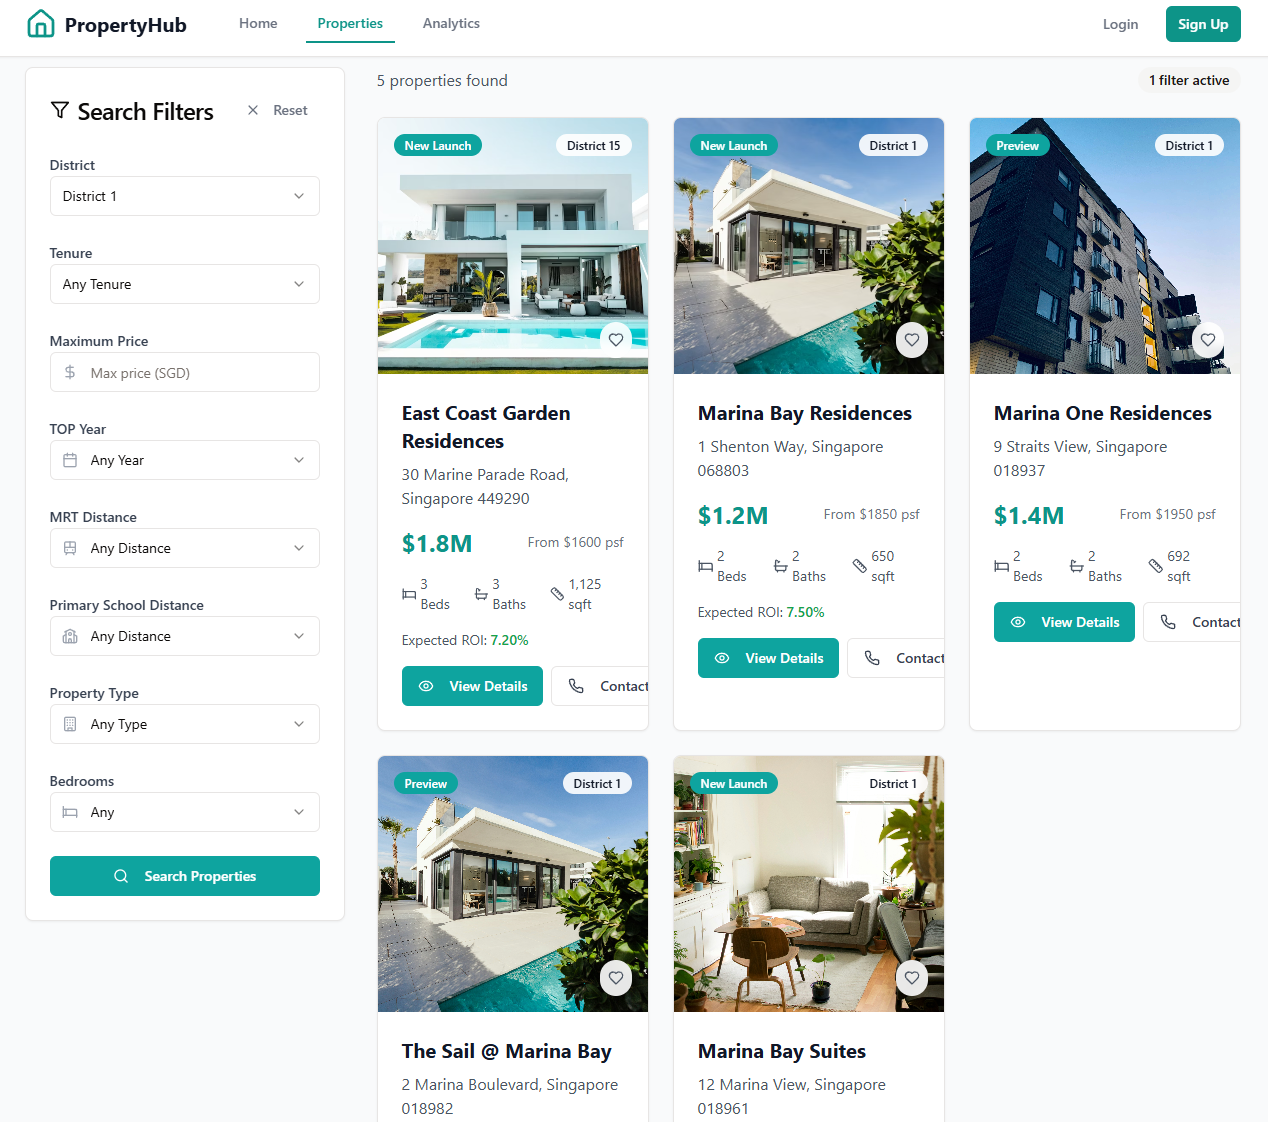 PropertyHub
Home
Properties
Analytics
Login
Sign Up
Search Filters
Reset
District
District 1
Tenure
Any Tenure
Maximum Price
Max price (SGD)
TOP Year
Any Year
MRT Distance
Any Distance
Primary School Distance
Any Distance
Property Type
Any Type
Bedrooms
Any
Search Properties
5 properties found
1 filter active
New Launch
District 15
East Coast Garden
Residences
30 Marine Parade Road,
Singapore 449290
$1.8M
From $1600 psf
3
Beds
3
Baths
1,125
sqft
Expected ROI: 7.20%
View Details
Contact
New Launch
District 1
Marina Bay Residences
1 Shenton Way, Singapore
068803
$1.2M
From $1850 psf
2
Beds
2
Baths
650
sqft
Expected ROI: 7.50%
View Details
Contact
Preview
District 1
Marina One Residences
9 Straits View, Singapore
018937
$1.4M
From $1950 psf
2
Beds
2
Baths
692
sqft
View Details
Contact
Preview
District 1
The Sail @ Marina Bay
2 Marina Boulevard, Singapore
018982
New Launch
District 1
Marina Bay Suites
12 Marina View, Singapore
018961